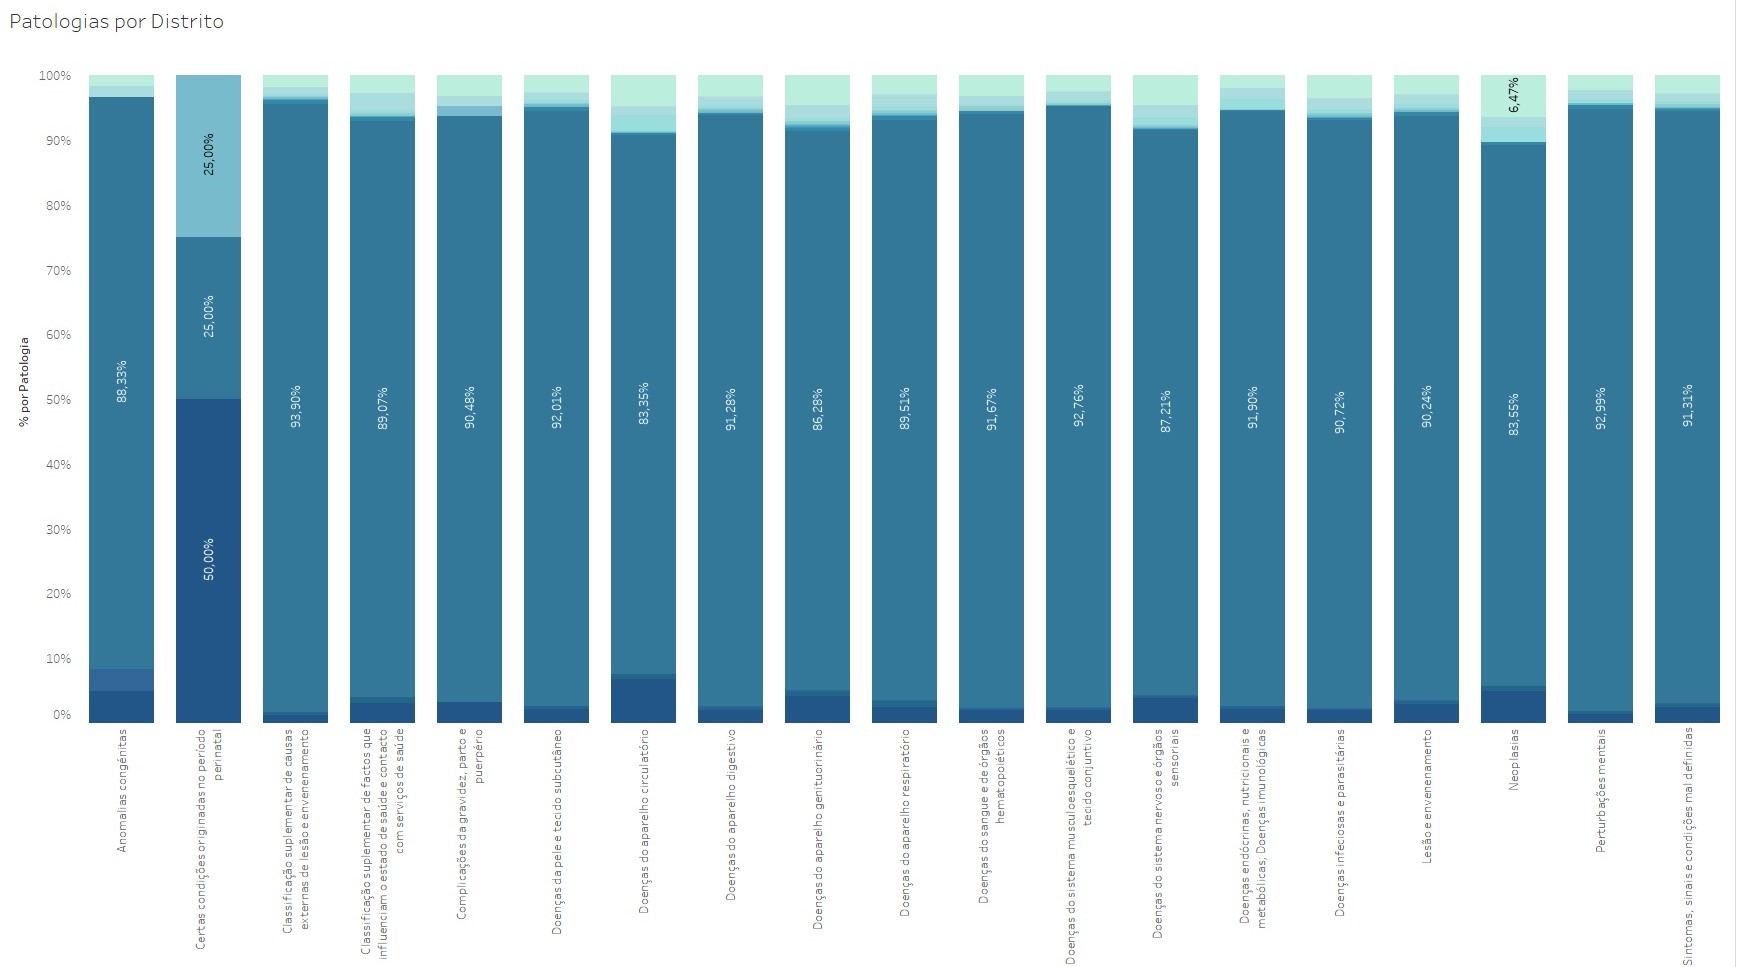 Patologias por Distrito
100%
90%
80%
70%
60%
50%
40%
30%
20%
10%
0%
% por Patologia
88,33%
25,00%
25,00%
50,00%
93,90%
89,07%
90,48%
92,01%
83,35%
91,28%
86,28%
89,51%
91,67%
92,76%
87,21%
91,90%
90,72%
90,24%
6,47%
83,55%
92,99%
91,31%
Anomalias congénitas
Certas condições originadas no período
perinatal
Classificação suplementar de causas
externas de lesão e envenenamento
Classificação suplementar de factos que
influenciam o estado de saúde e contacto
com serviços de saúde
Complicações da gravidez, parto e
puerpério
Doenças da pele e tecido subcutâneo
Doenças do aparelho circulatório
Doenças do aparelho digestivo
Doenças do aparelho genituorinário
Doenças do aparelho respiratório
Doenças do sangue e de órgãos
hematopoiéticos
Doenças do sistema musculoesquelético e
tecido conjuntivo
Doenças do sistema nervoso e órgãos
sensoriais
Doenças endócrinas, nutricionais e
metabólicas; Doenças imunológicas
Doenças infeciosas e parasitárias
Lesão e envenenamento
Neoplasias
Perturbações mentais
Sintomas, sinais e condições mal definidas